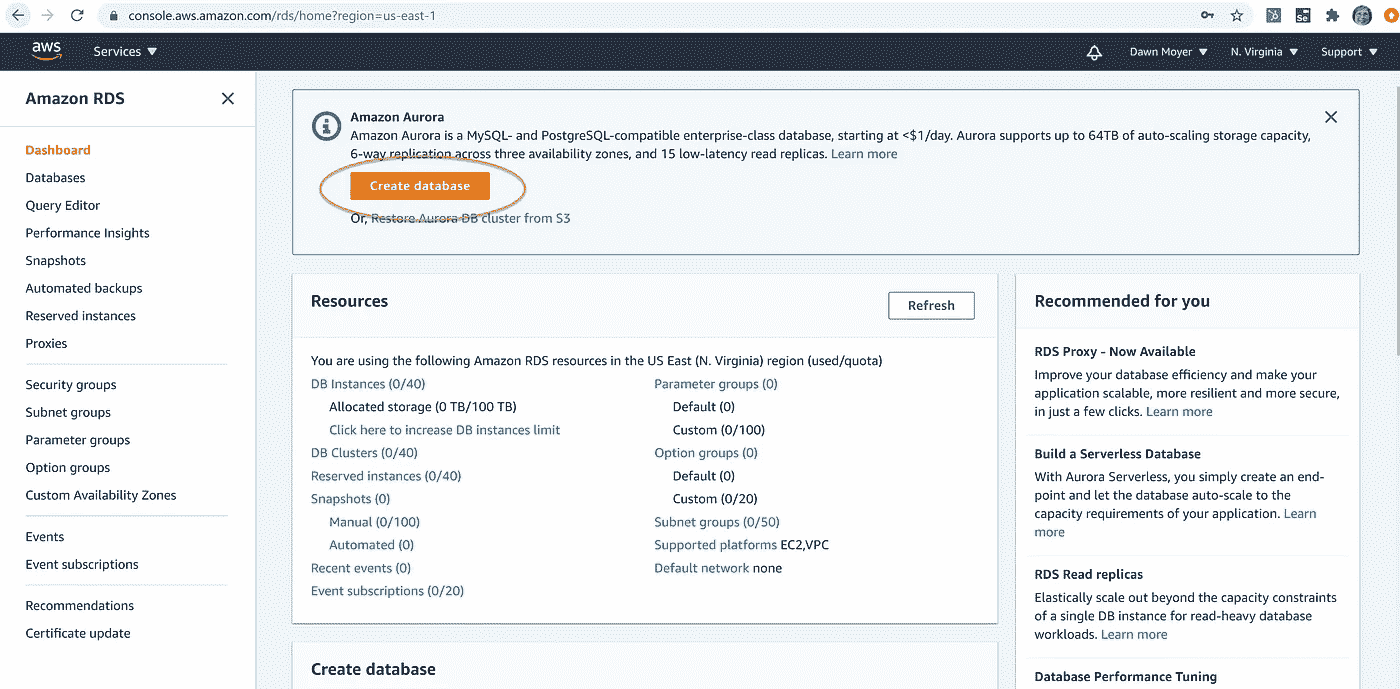 console.aws.amazon.com/rds/home?region=us-east-1
Se
aws
Services
Dawn Moyer
N. Virginia
Support
Amazon RDS
Dashboard
Databases
Query Editor
Performance Insights
Snapshots
Automated backups
Reserved instances
Proxies
Security groups
Subnet groups
Parameter groups
Option groups
Custom Availability Zones
Events
Event subscriptions
Recommendations
Certificate update
Amazon Aurora
Amazon Aurora is a MySQL- and PostgreSQL-compatible enterprise-class database, starting at <$1/day. Aurora supports up to 64TB of auto-scaling storage capacity,
6-way replication across three availability zones, and 15 low-latency read replicas. Learn more
Create database
Or, Restore Aurora DB cluster from S3
Resources
Refresh
You are using the following Amazon RDS resources in the US East (N. Virginia) region (used/quota)
DB Instances (0/40)
Allocated storage (0 TB/100 TB)
Click here to increase DB instances limit
DB Clusters (0/40)
Reserved instances (0/40)
Snapshots (0)
Manual (0/100)
Automated (0)
Recent events (0)
Event subscriptions (0/20)
Parameter groups (0)
Default (0)
Custom (0/100)
Option groups (0)
Default (0)
Custom (0/20)
Subnet groups (0/50)
Supported platforms EC2,VPC
Default network none
Create database
Recommended for you
RDS Proxy - Now Available
Improve your database efficiency and make your
application scalable, more resilient and more secure,
in just a few clicks. Learn more
Build a Serverless Database
With Aurora Serverless, you simply create an end-
point and let the database auto-scale to the
capacity requirements of your application. Learn
more
RDS Read replicas
Elastically scale out beyond the capacity constraints
of a single DB instance for read-heavy database
workloads. Learn more
Database Performance Tuning